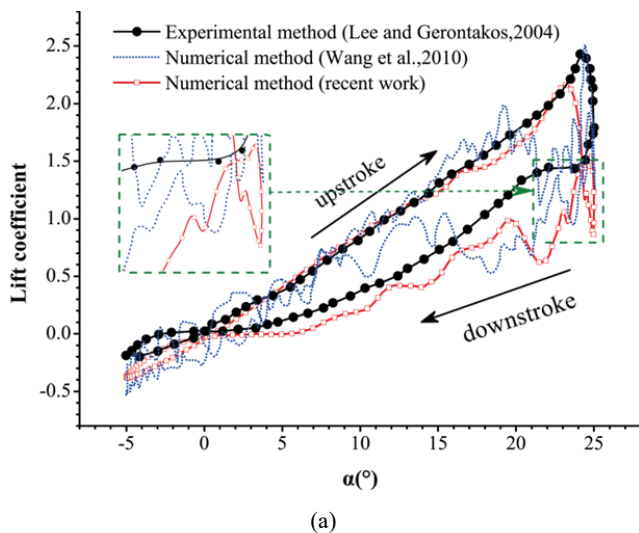 Experimental method (Lee and Gerontakos,2004)
Numerical method (Wang et al.,2010)
Numerical method (recent work)
2.5
2.0
1.5
1.0
0.5
0.0
-0.5
Lift coefficient
upstroke
downstroke
-5 0 5 10 15 20 25
α(°)
(a)